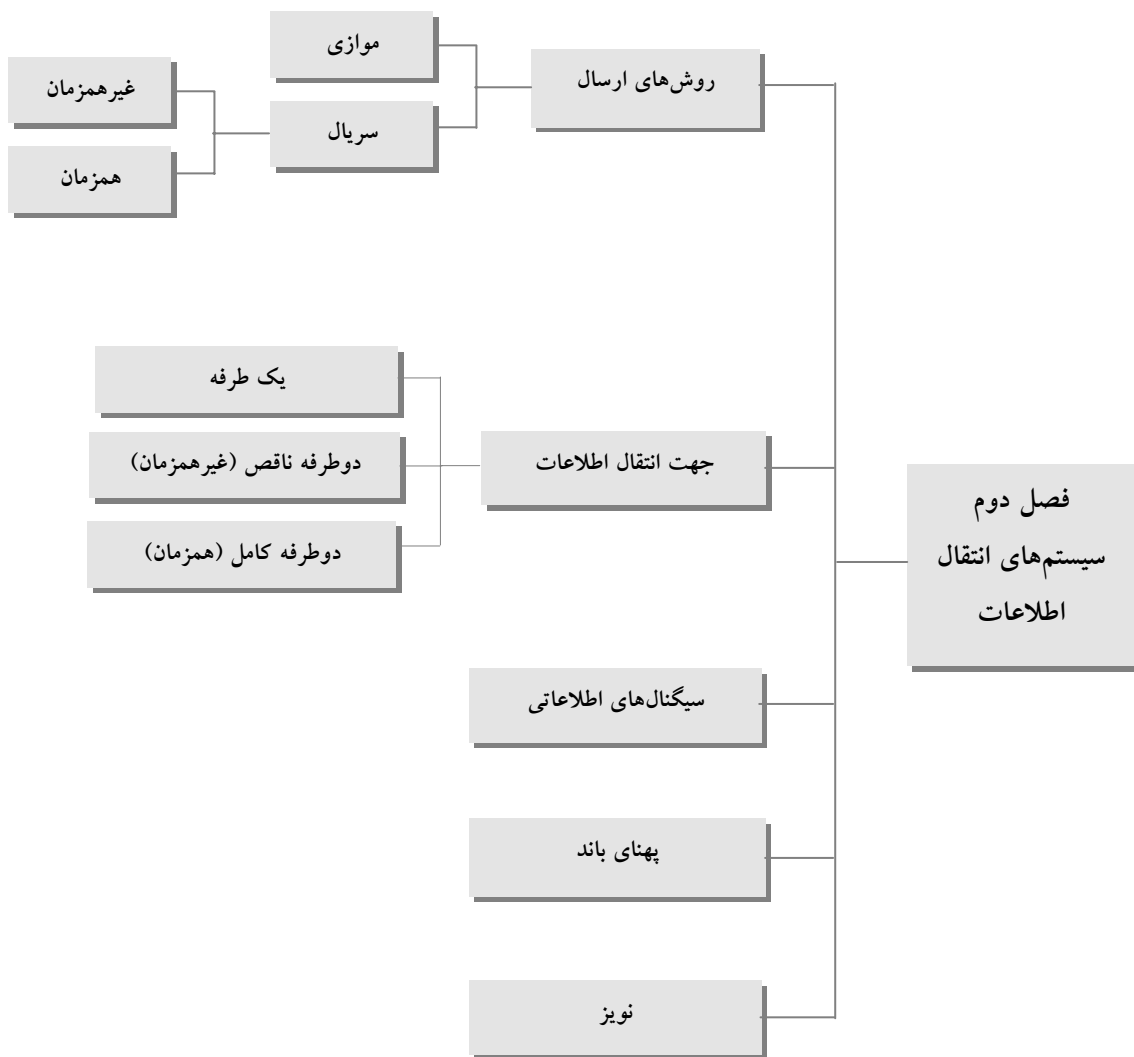 فصل دوم
سیستم‌های انتقال
اطلاعات
روش‌های ارسال
موازی
سریال
غیرهمزمان
همزمان
جهت انتقال اطلاعات
یک طرفه
دوطرفه ناقص (غیرهمزمان)
دوطرفه کامل (همزمان)
سیگنال‌های اطلاعاتی
پهنای باند
نویز